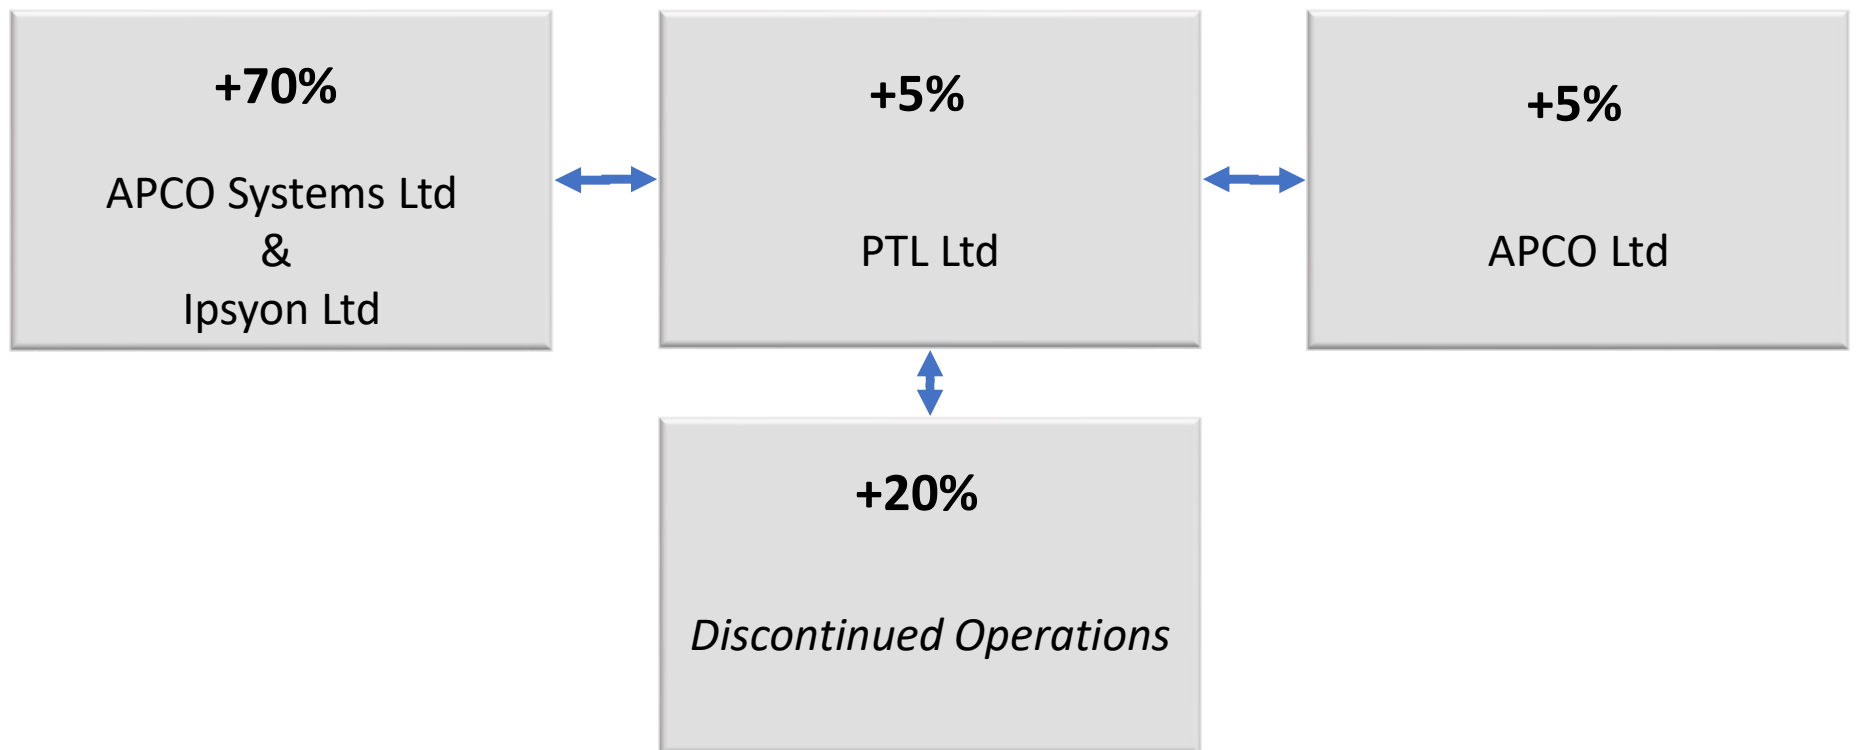 +70%
APCO Systems Ltd
&
Ipsyon Ltd
+5%
PTL Ltd
+5%
APCO Ltd
+20%
Discontinued Operations